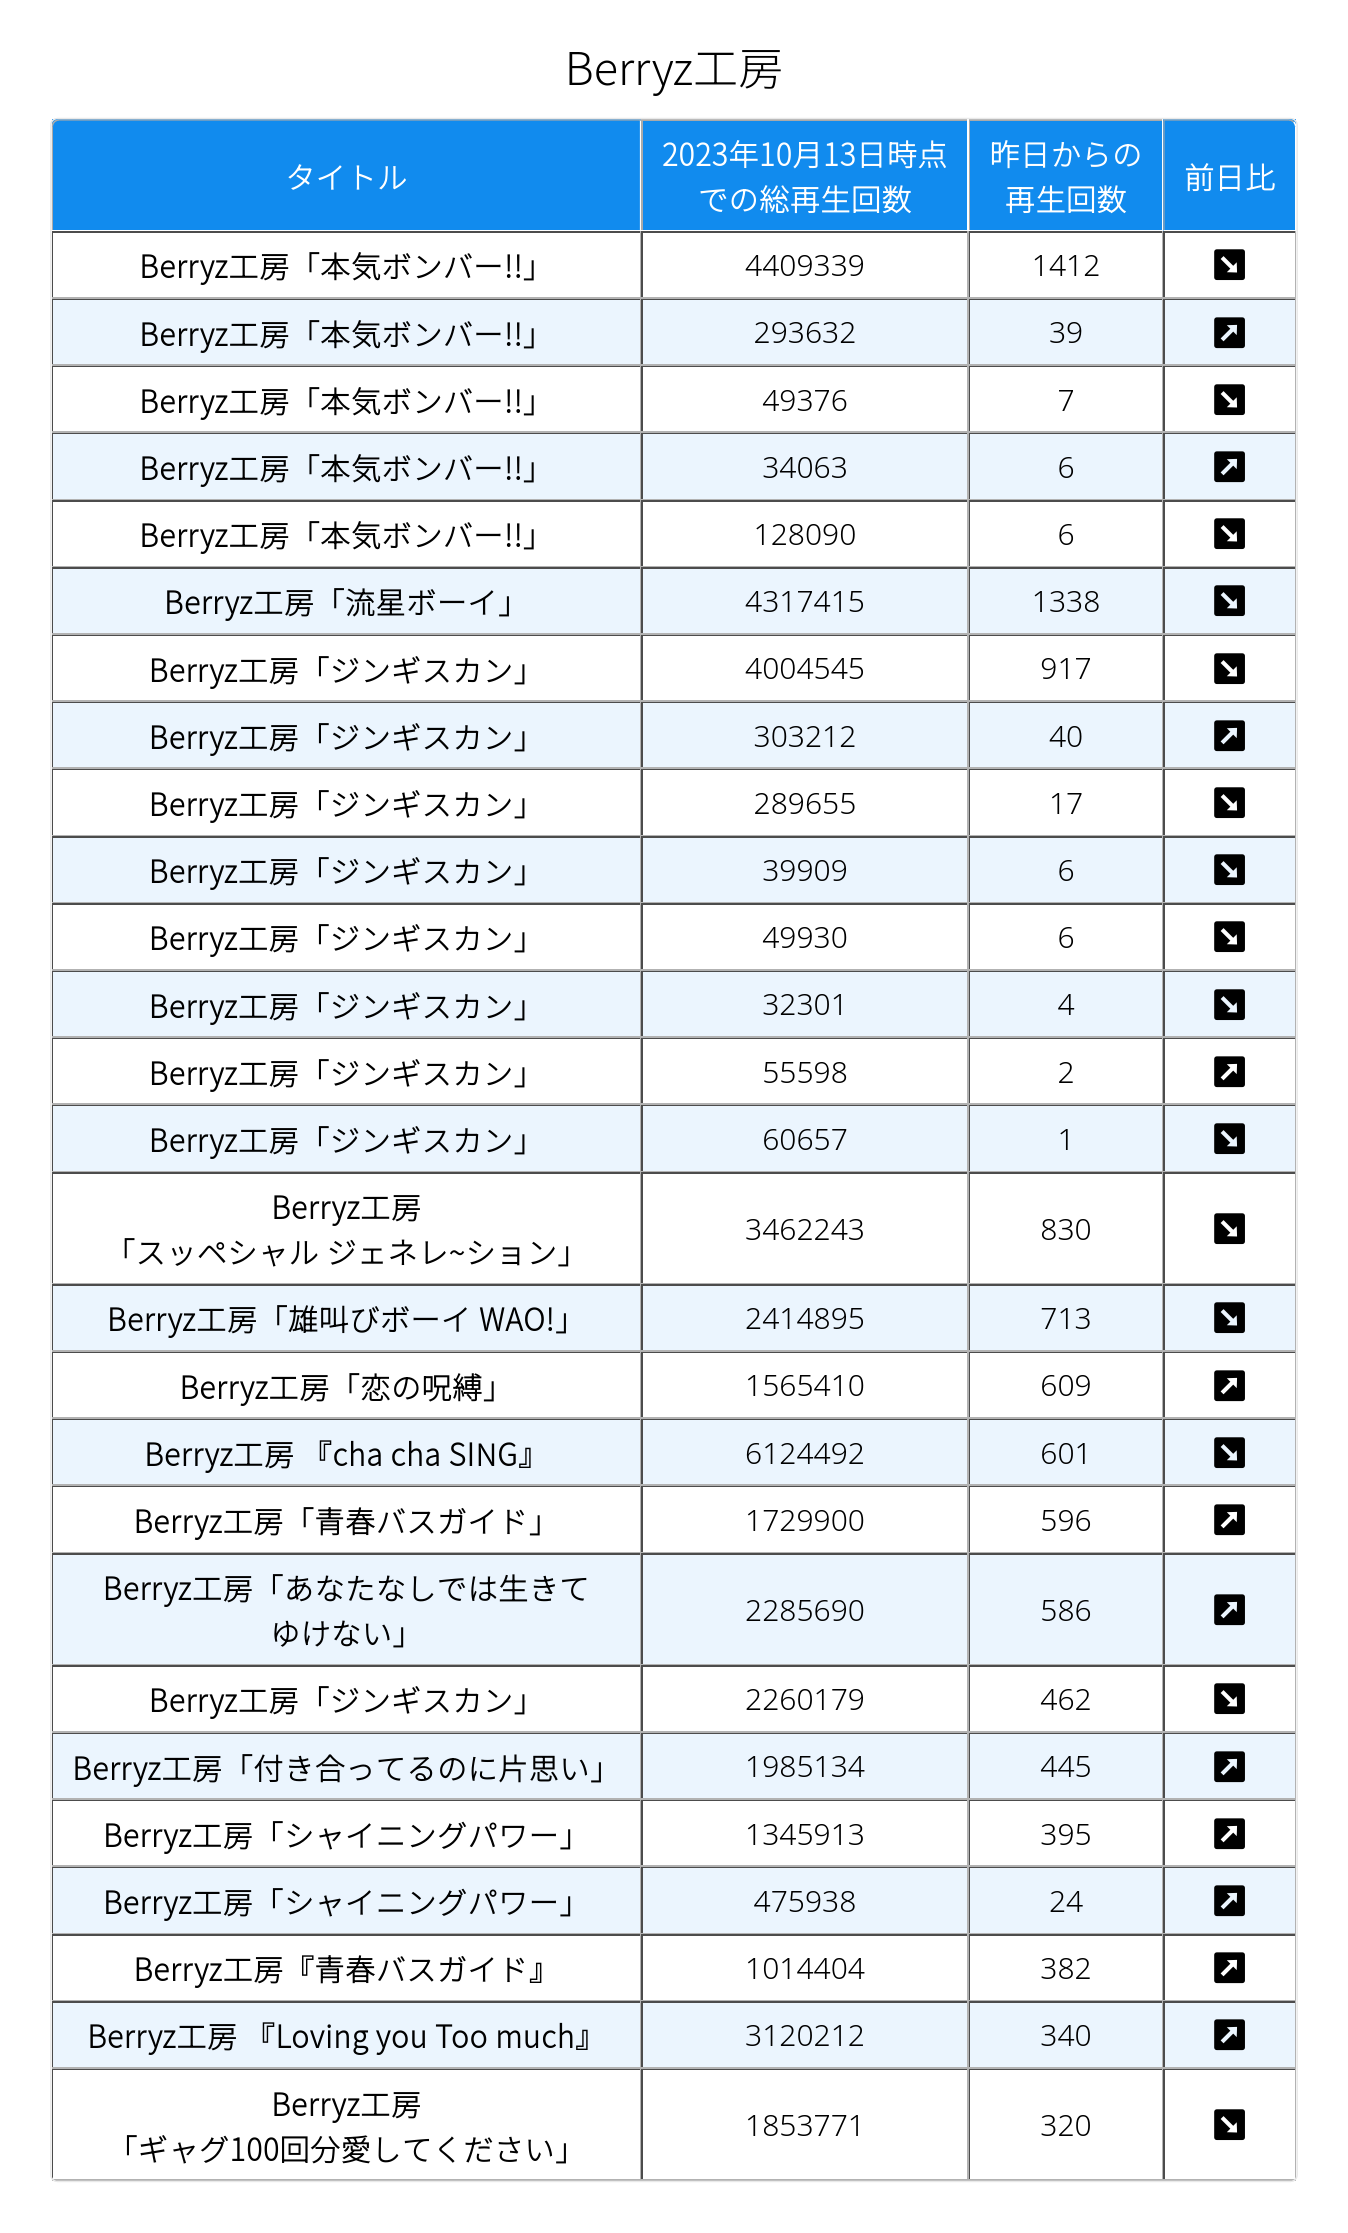 Berryz工房
タイトル 2023年10月13日時点 昨日からの 前日比
での総再生回数 再生回数
Berryz工房「本気ボンバー!!」 4409339 1412 ↘
Berryz工房「本気ボンバー!!」 293632 39 ↗
Berryz工房「本気ボンバー!!」 49376 7 ↘
Berryz工房「本気ボンバー!!」 34063 6 ↗
Berryz工房「本気ボンバー!!」 128090 6 ↘
Berryz工房「流星ボーイ」 4317415 1338 ↘
Berryz工房「ジンギスカン」 4004545 917 ↘
Berryz工房「ジンギスカン」 303212 40 ↗
Berryz工房「ジンギスカン」 289655 17 ↘
Berryz工房「ジンギスカン」 39909 6 ↘
Berryz工房「ジンギスカン」 49930 6 ↘
Berryz工房「ジンギスカン」 32301 4 ↘
Berryz工房「ジンギスカン」 55598 2 ↗
Berryz工房「ジンギスカン」 60657 1 ↘
Berryz工房
「スッペシャル ジェネレ~ション」 3462243 830 ↘
Berryz工房「雄叫びボーイ WAO!」 2414895 713 ↘
Berryz工房「恋の呪縛」 1565410 609 ↗
Berryz工房 『cha cha SING』 6124492 601 ↘
Berryz工房「青春バスガイド」 1729900 596 ↗
Berryz工房「あなたなしでは生きて
ゆけない」 2285690 586 ↗
Berryz工房「ジンギスカン」 2260179 462 ↘
Berryz工房「付き合ってるのに片思い」 1985134 445 ↗
Berryz工房「シャイニングパワー」 1345913 395 ↗
Berryz工房「シャイニングパワー」 475938 24 ↗
Berryz工房『青春バスガイド』 1014404 382 ↗
Berryz工房 『Loving you Too much』 3120212 340 ↗
Berryz工房
「ギャグ100回分愛してください」 1853771 320 ↘